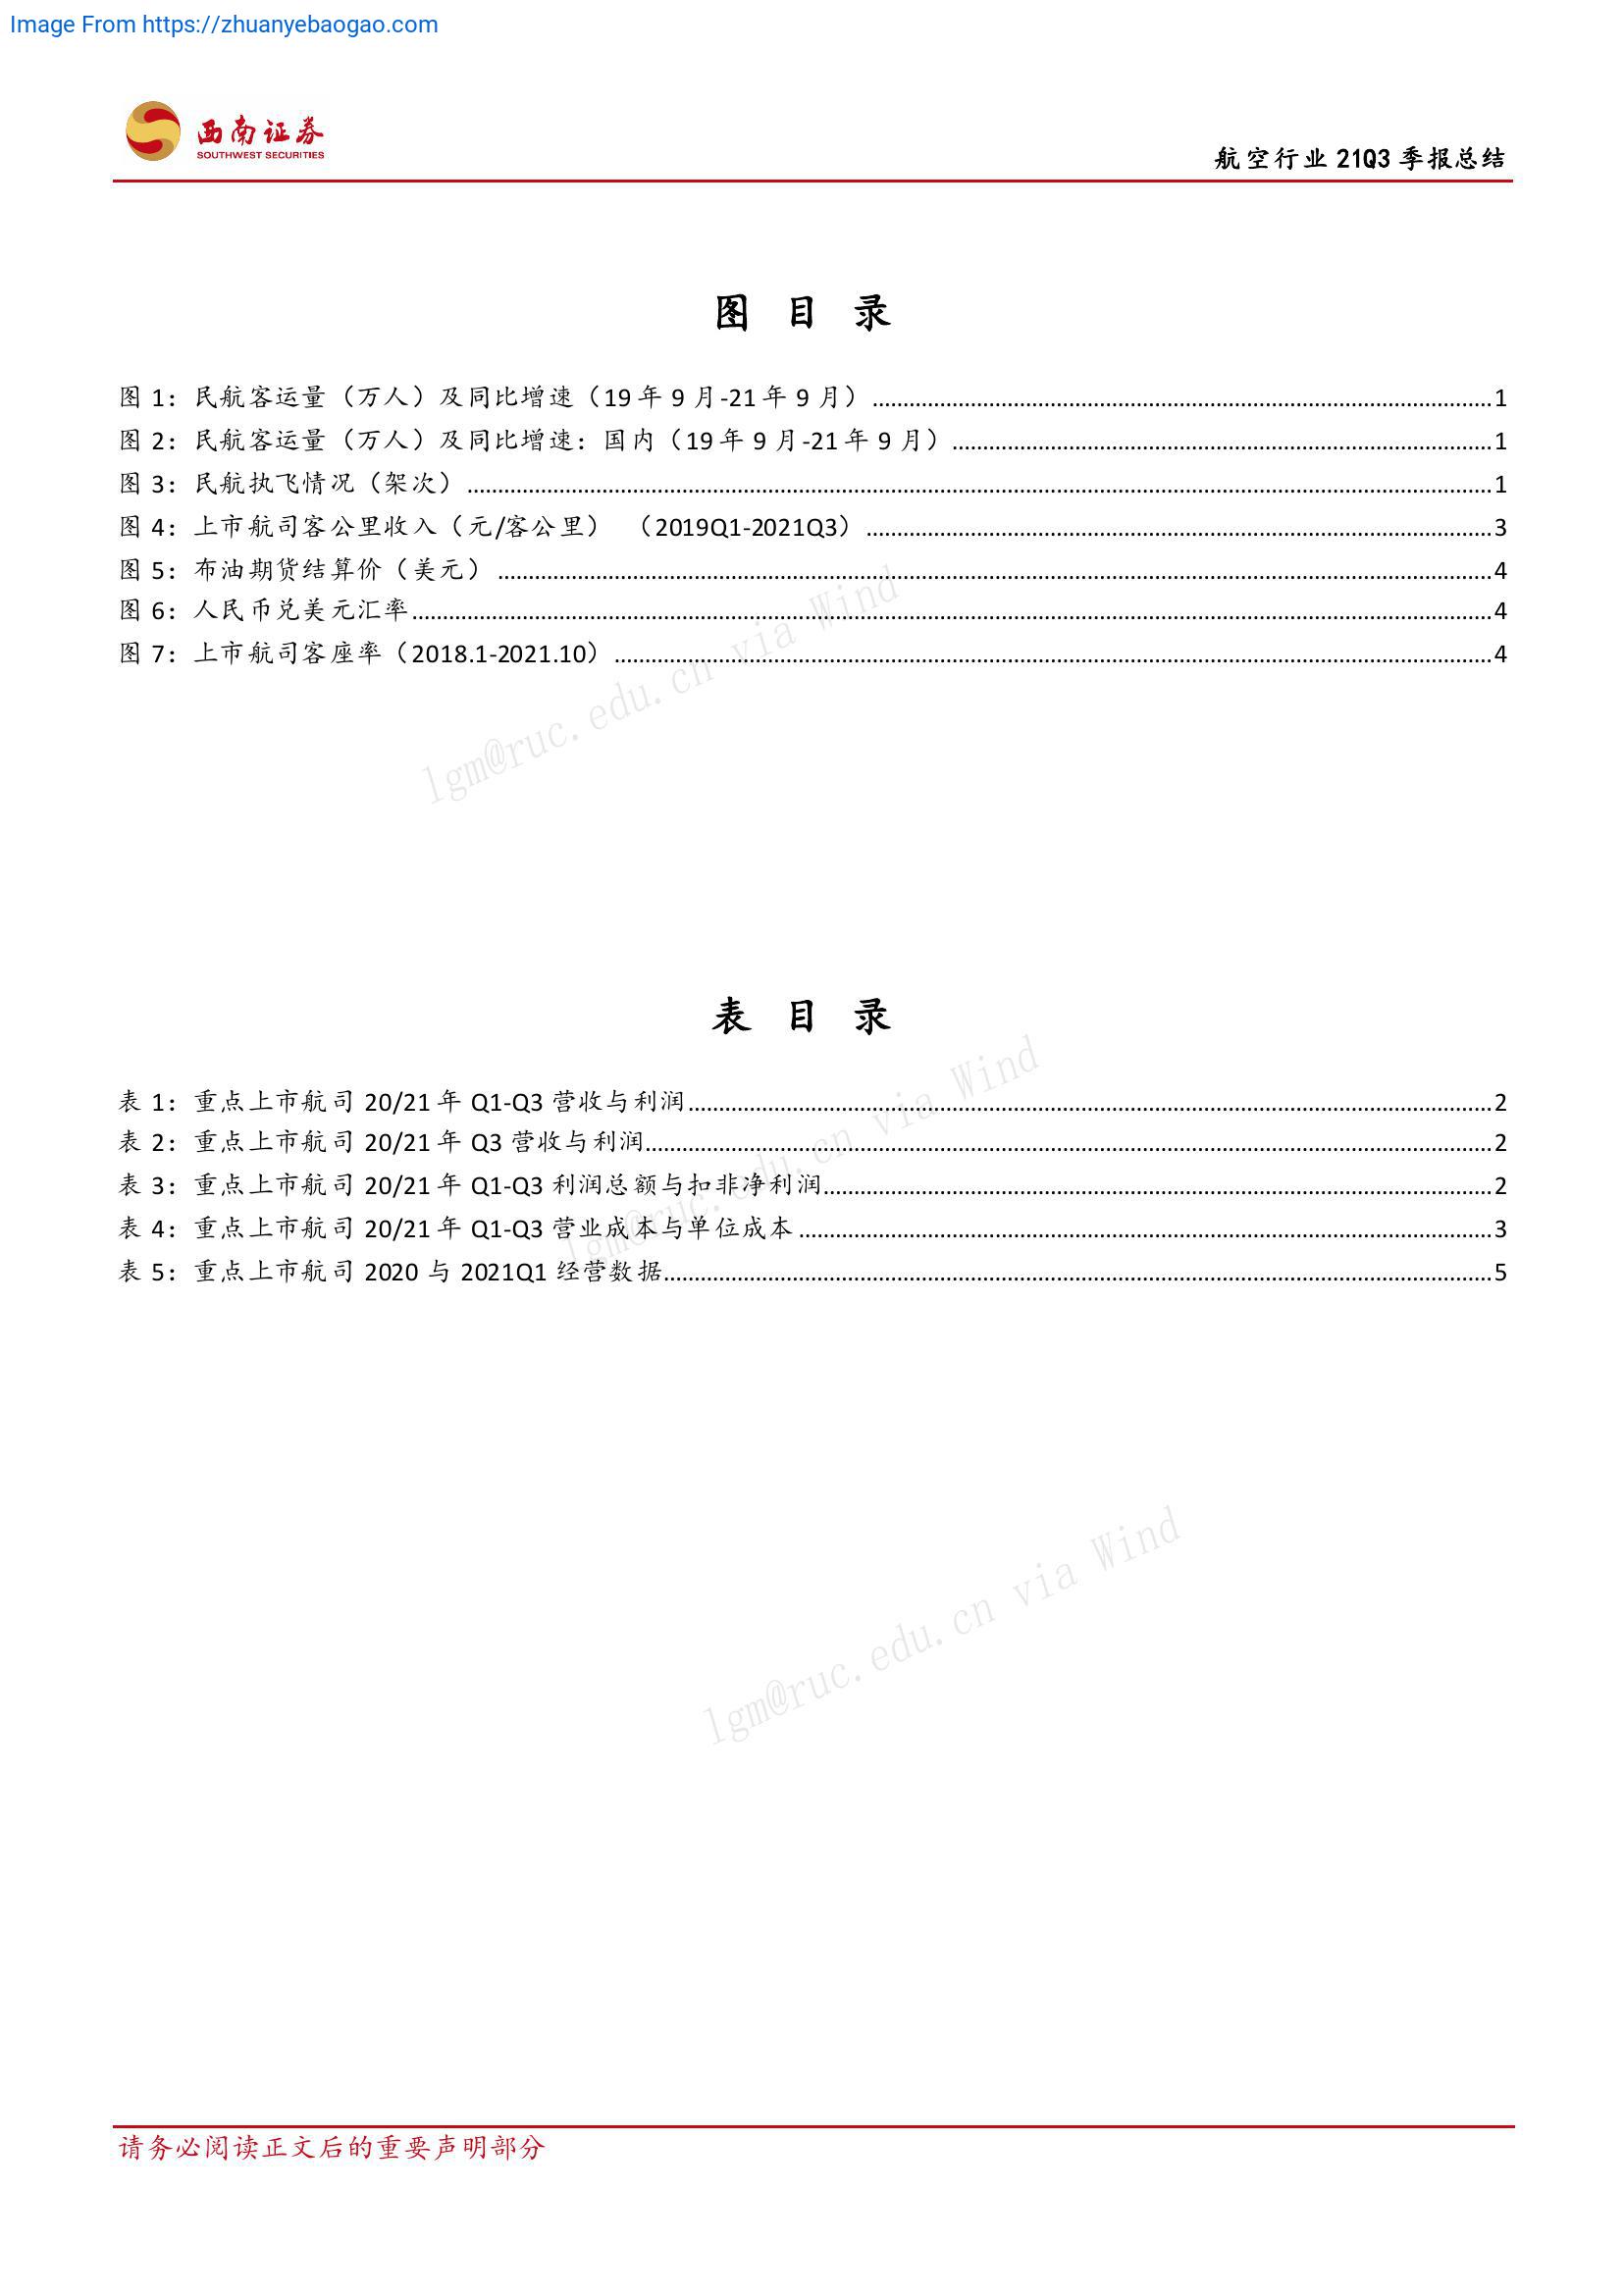 Image From https://zhuanyebaogao.com
西南证券
SOUTHWEST SECURITIES
航空行业 21Q3 季报总结
图 目 录
图 1：民航客运量（万人）及同比增速（19 年 9 月-21 年 9 月）1
图 2：民航客运量（万人）及同比增速：国内（19 年 9 月-21 年 9 月）1
图 3：民航执飞情况（架次）1
图 4：上市航司客公里收入（元/客公里） （2019Q1-2021Q3）3
图 5：布油期货结算价（美元）4
图 6：人民币兑美元汇率4
图 7：上市航司客座率（2018.1-2021.10）4
lgm@ruc.edu.cn via Wind
表 目 录
表 1：重点上市航司 20/21 年 Q1-Q3 营收与利润2
表 2：重点上市航司 20/21 年 Q3 营收与利润2
表 3：重点上市航司 20/21 年 Q1-Q3 利润总额与扣非净利润2
表 4：重点上市航司 20/21 年 Q1-Q3 营业成本与单位成本3
表 5：重点上市航司 2020 与 2021Q1 经营数据5
lgm@ruc.edu.cn via Wind
lgm@ruc.edu.cn via Wind
请务必阅读正文后的重要声明部分